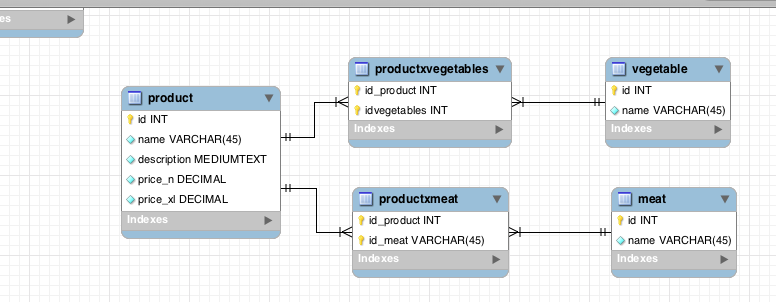 es
product
id INT
name VARCHAR(45)
description MEDIUMTEXT
price_n DECIMAL
price_xl DECIMAL
Indexes
productxvegetables
id_product INT
idvegetables INT
Indexes
vegetable
id INT
name VARCHAR(45)
Indexes
productxmeat
id_product INT
id_meat VARCHAR(45)
Indexes
meat
id INT
name VARCHAR(45)
Indexes